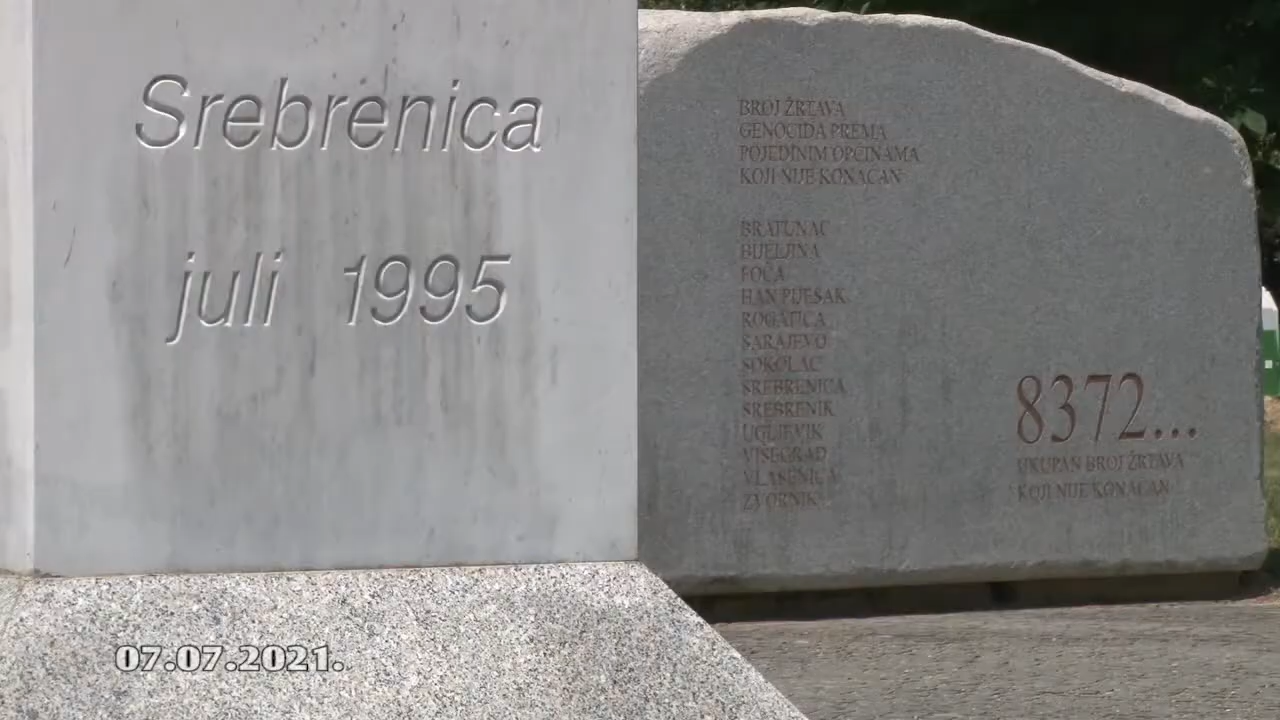 Srebrenica
juli 1995
BROJ ŽRTAVA
GENOCIDA PREMA
POJEDINIM OPĆINAMA
KOJI NIJE KONAČAN
BRATUNAC
BIJELJINA
FOČA
HAN PIJESAK
ROGATICA
SARAJEVO
SOKOLAC
SREBRENICA
SREBRENIK
UGLJEVIK
VIŠEGRAD
VLASENICA
ZVORNIK
8372...
UKUPAN BROJ ŽRTAVA
KOJI NIJE KONAČAN
07.07.2021.